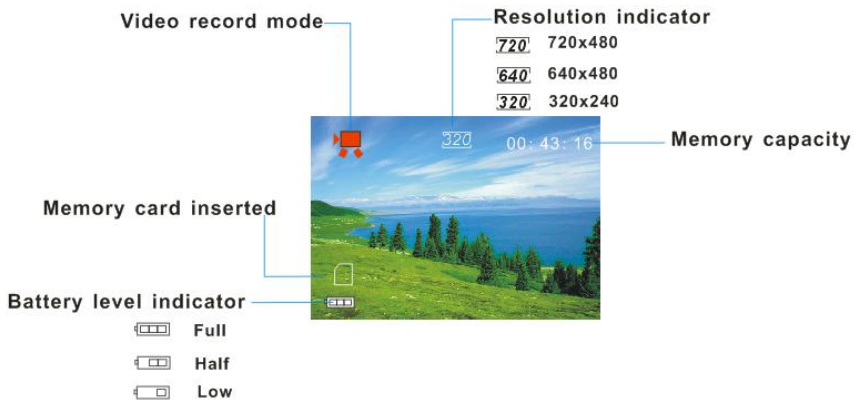 Video record mode
Resolution indicator
720 720x480
640 640x480
320 320x240
320
00: 43: 16
Memory capacity
Memory card inserted
Battery level indicator
Full
Half
Low